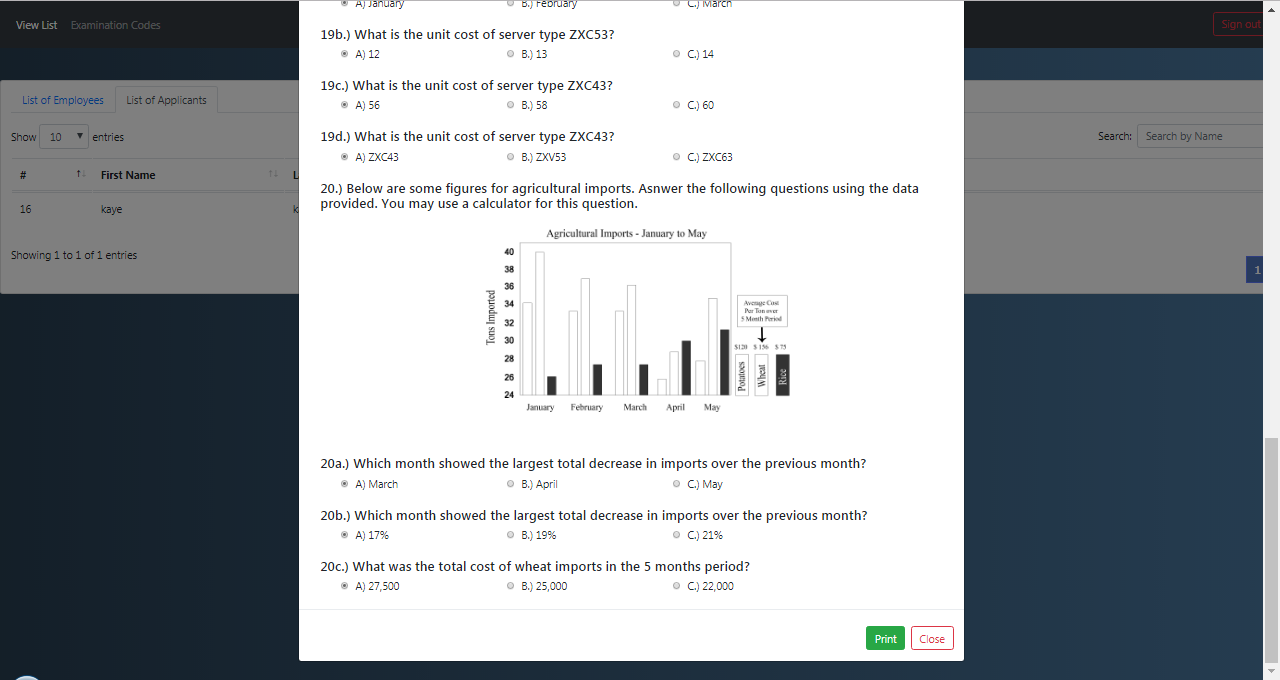 View List Examination Codes
Sign out
List of Employees List of Applicants
Show 10 entries
Search: Search by Name
# First Name L
16 kaye k
Showing 1 to 1 of 1 entries
1
A) January B.) February C.) March
19b.) What is the unit cost of server type ZXC53?
A) 12 B.) 13 C.) 14
19c.) What is the unit cost of server type ZXC43?
A) 56 B.) 58 C.) 60
19d.) What is the unit cost of server type ZXC43?
A) ZXC43 B.) ZXV53 C.) ZXC63
20.) Below are some figures for agricultural imports. Asnwer the following questions using the data
provided. You may use a calculator for this question.
Agricultural Imports - January to May
Tons Imported
40
38
36
34
32
30
28
26
24
January February March April May
Average Cost
Per Ton over
5 Month Period
$120 $156 $75
Potatoes
Wheat
Rice
20a.) Which month showed the largest total decrease in imports over the previous month?
A) March B.) April C.) May
20b.) Which month showed the largest total decrease in imports over the previous month?
A) 17% B.) 19% C.) 21%
20c.) What was the total cost of wheat imports in the 5 months period?
A) 27,500 B.) 25,000 C.) 22,000
Print Close